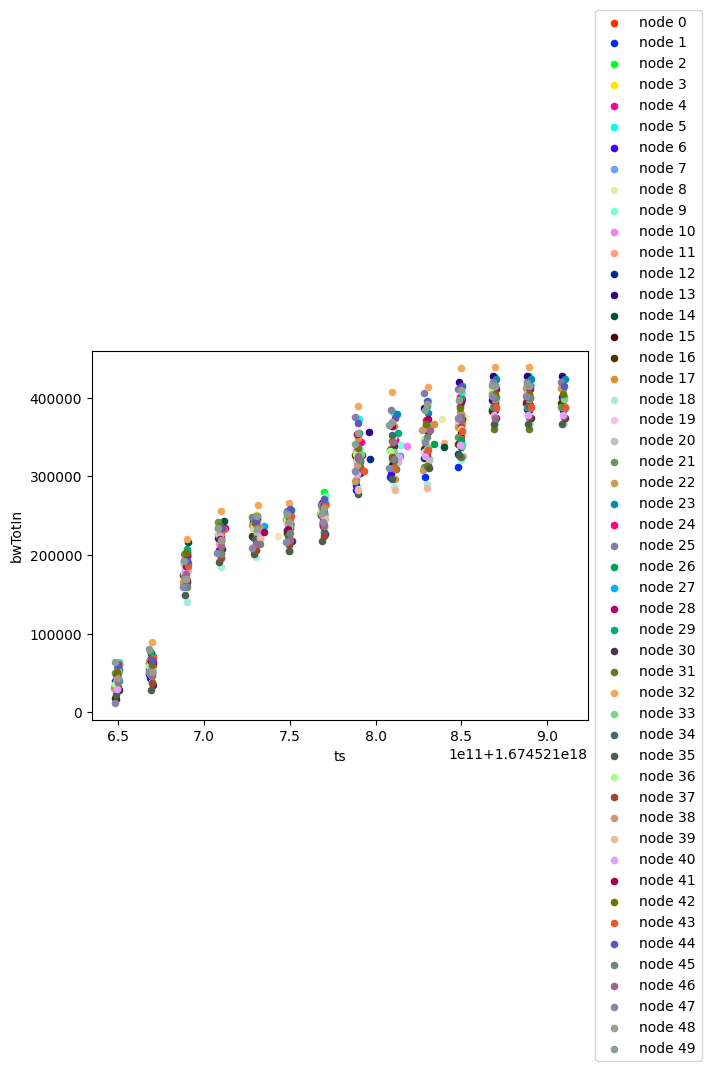 bwTotIn
400000
300000
200000
100000
0
6.5 7.0 7.5 8.0 8.5 9.0
ts
1e11+1.674521e18
node 0
node 1
node 2
node 3
node 4
node 5
node 6
node 7
node 8
node 9
node 10
node 11
node 12
node 13
node 14
node 15
node 16
node 17
node 18
node 19
node 20
node 21
node 22
node 23
node 24
node 25
node 26
node 27
node 28
node 29
node 30
node 31
node 32
node 33
node 34
node 35
node 36
node 37
node 38
node 39
node 40
node 41
node 42
node 43
node 44
node 45
node 46
node 47
node 48
node 49